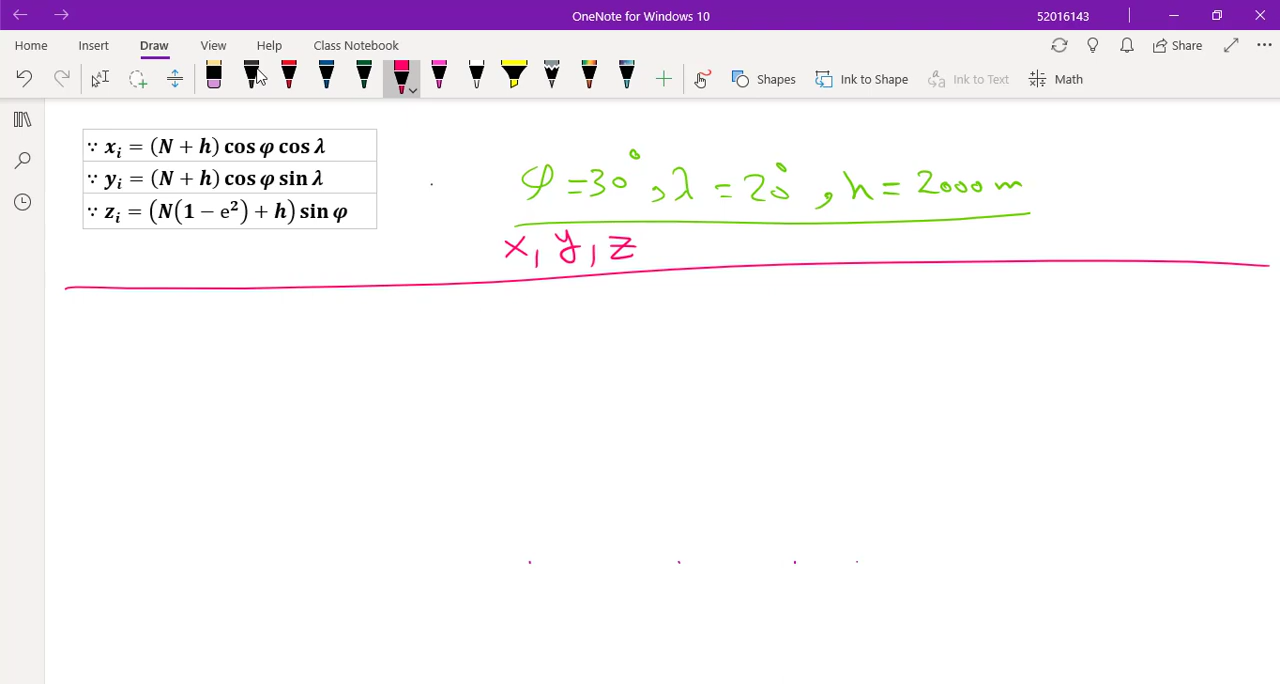 OneNote for Windows 10
52016143
Home Insert Draw View Help Class Notebook
Share
Shapes Ink to Shape Ink to Text Math
∵ xᵢ = (N + h) cos φ cos λ
∵ yᵢ = (N + h) cos φ sin λ
∵ zᵢ = (N(1 − e²) + h) sin φ
φ = 30°, λ = 20°, h = 2000 m
x, y, z